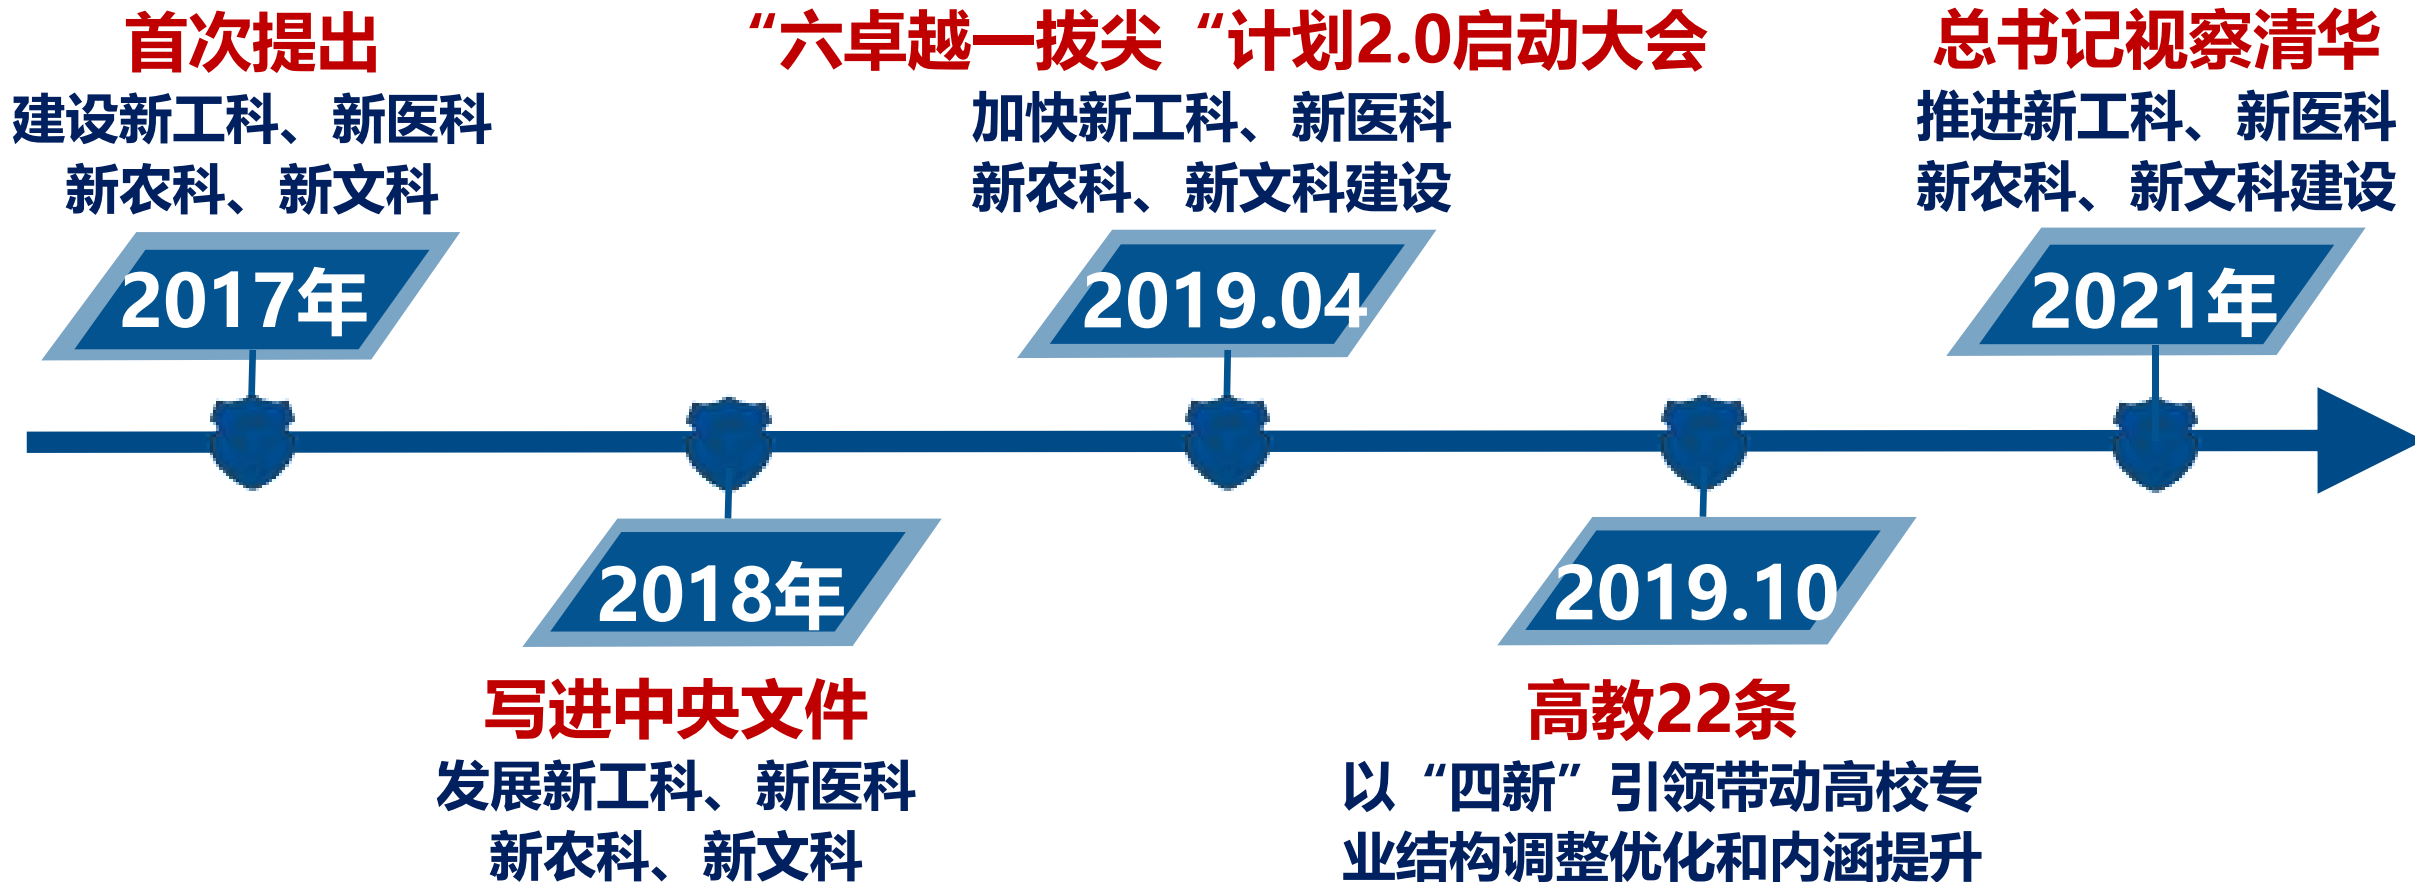 首次提出
建设新工科、新医科
新农科、新文科
2017年
2018年
写进中央文件
发展新工科、新医科
新农科、新文科
“六卓越一拔尖“计划2.0启动大会
加快新工科、新医科
新农科、新文科建设
2019.04
2019.10
高教22条
以“四新”引领带动高校专
业结构调整优化和内涵提升
总书记视察清华
推进新工科、新医科
新农科、新文科建设
2021年